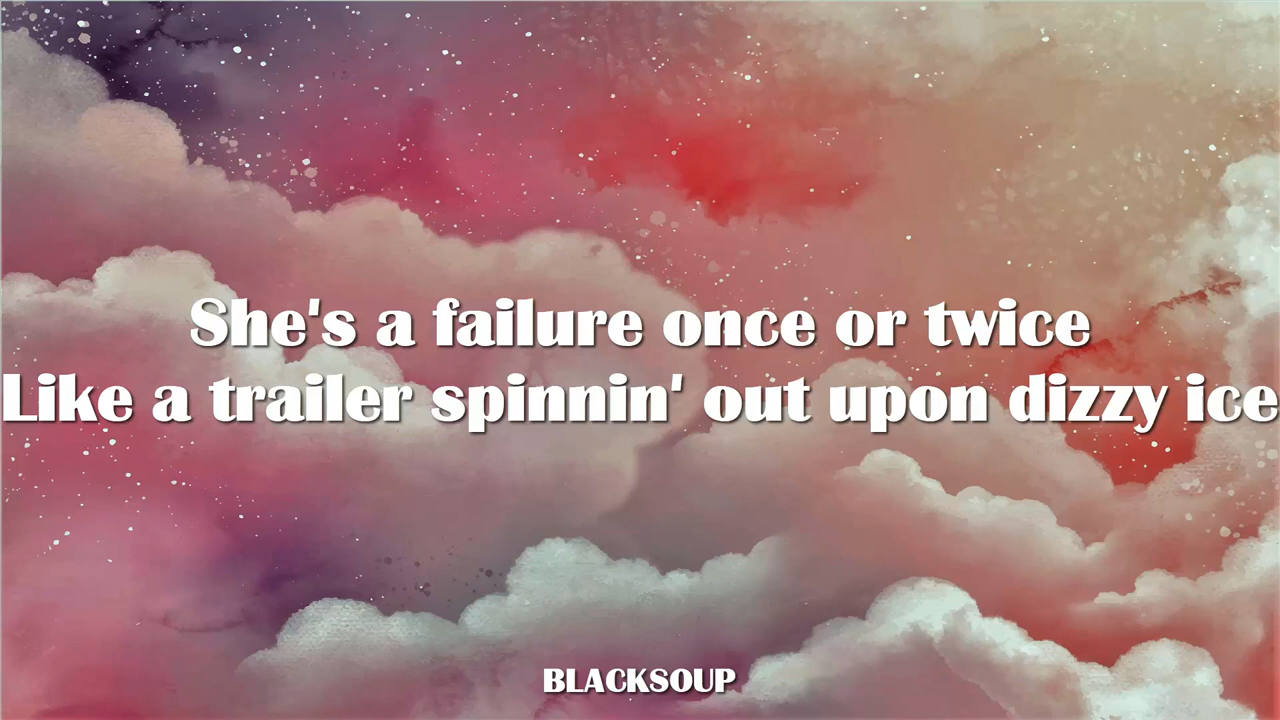 She's a failure once or twice
Like a trailer spinnin' out upon dizzy ice
BLACKSOUP